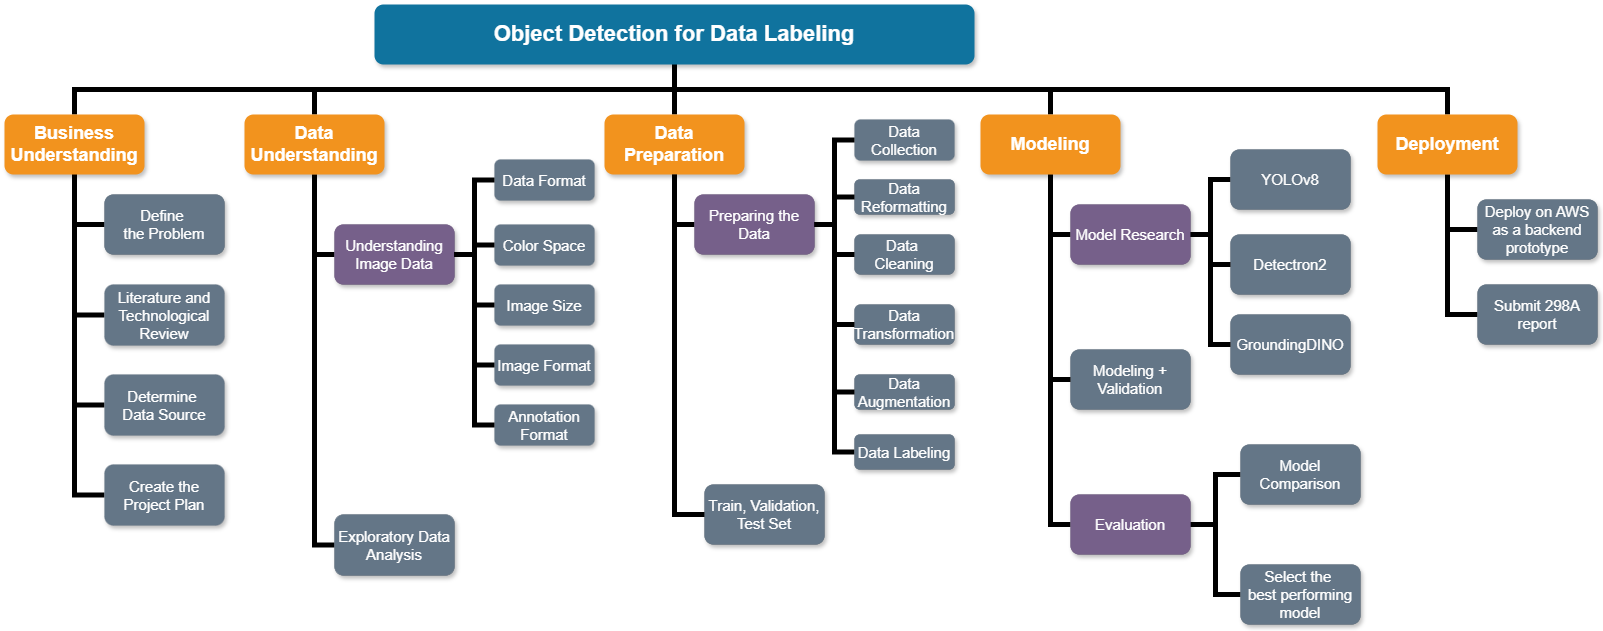 Object Detection for Data Labeling
Business
Understanding
Define
the Problem
Literature and
Technological
Review
Determine
Data Source
Create the
Project Plan
Data
Understanding
Understanding
Image Data
Data Format
Color Space
Image Size
Image Format
Annotation
Format
Exploratory Data
Analysis
Data
Preparation
Preparing the
Data
Data
Collection
Data
Reformatting
Data
Cleaning
Data
Transformation
Data
Augmentation
Data Labeling
Train, Validation,
Test Set
Modeling
Model Research
YOLOv8
Detectron2
GroundingDINO
Modeling +
Validation
Evaluation
Model
Comparison
Select the
best performing
model
Deployment
Deploy on AWS
as a backend
prototype
Submit 298A
report